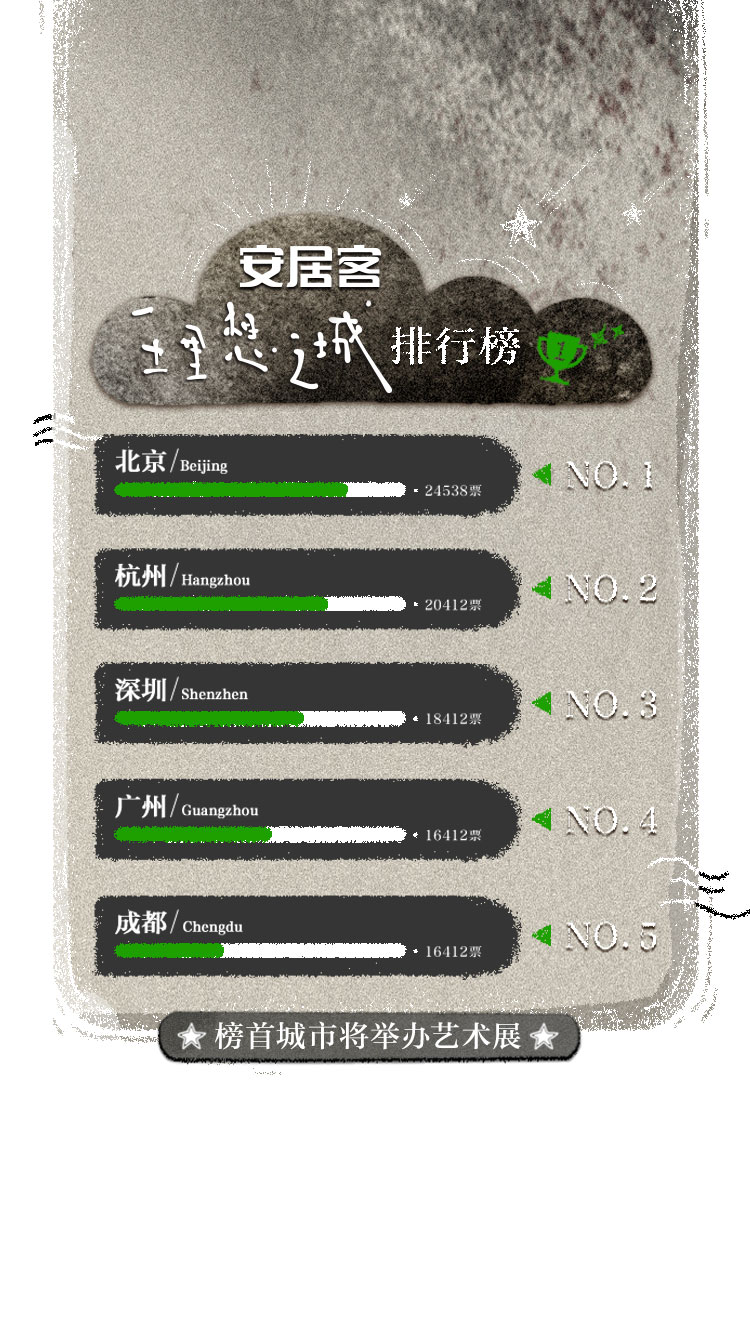 安居客
理想之城排行榜
北京/Beijing
24538票
NO.1
杭州/Hangzhou
20412票
NO.2
深圳/Shenzhen
18412票
NO.3
广州/Guangzhou
16412票
NO.4
成都/Chengdu
16412票
NO.5
榜首城市将举办艺术展